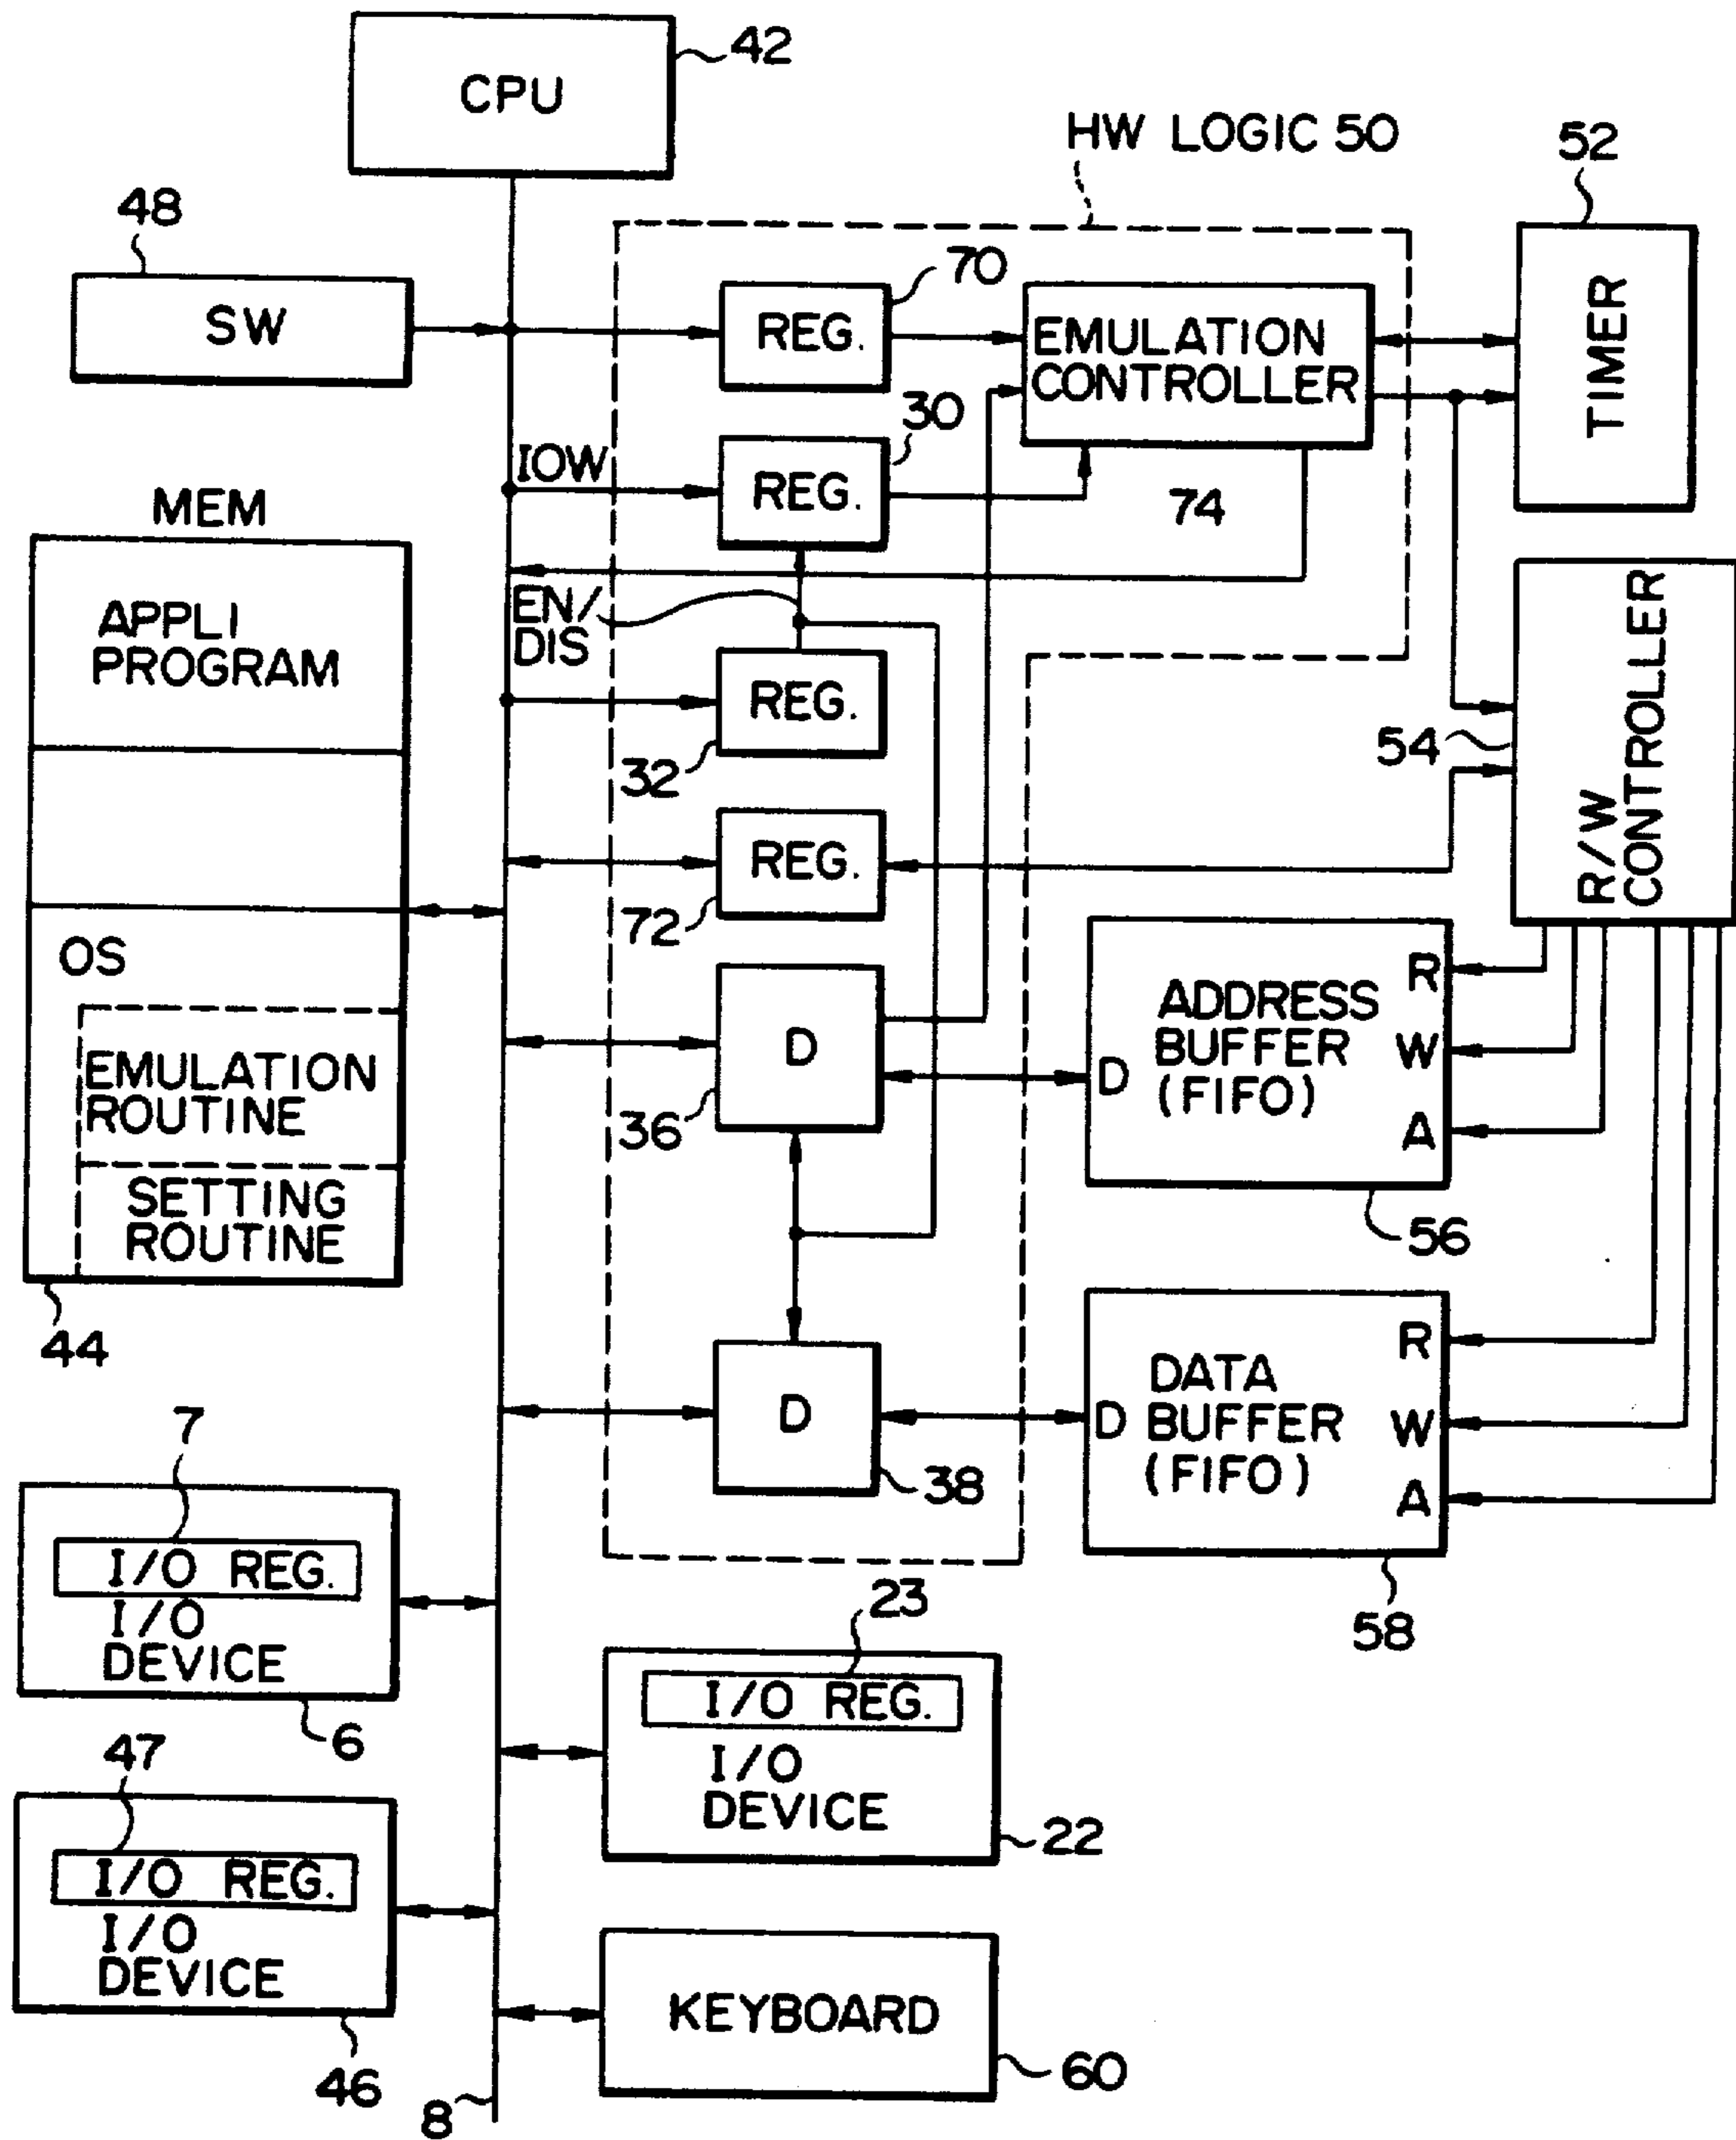 CPU
42
HW LOGIC 50
52
48
SW
70
REG.
EMULATION
CONTROLLER
TIMER
30
IOW
REG.
74
MEM
APPLI
PROGRAM
EN/
DIS
REG.
32
54
R/W
CONTROLLER
REG.
72
OS
EMULATION
ROUTINE
SETTING
ROUTINE
44
D
36
D
ADDRESS
BUFFER
(FIFO)
R
W
A
56
D
38
D
DATA
BUFFER
(FIFO)
R
W
A
58
7
I/O REG.
I/O
DEVICE
6
23
I/O REG.
I/O
DEVICE
22
47
I/O REG.
I/O
DEVICE
46
KEYBOARD
60
8